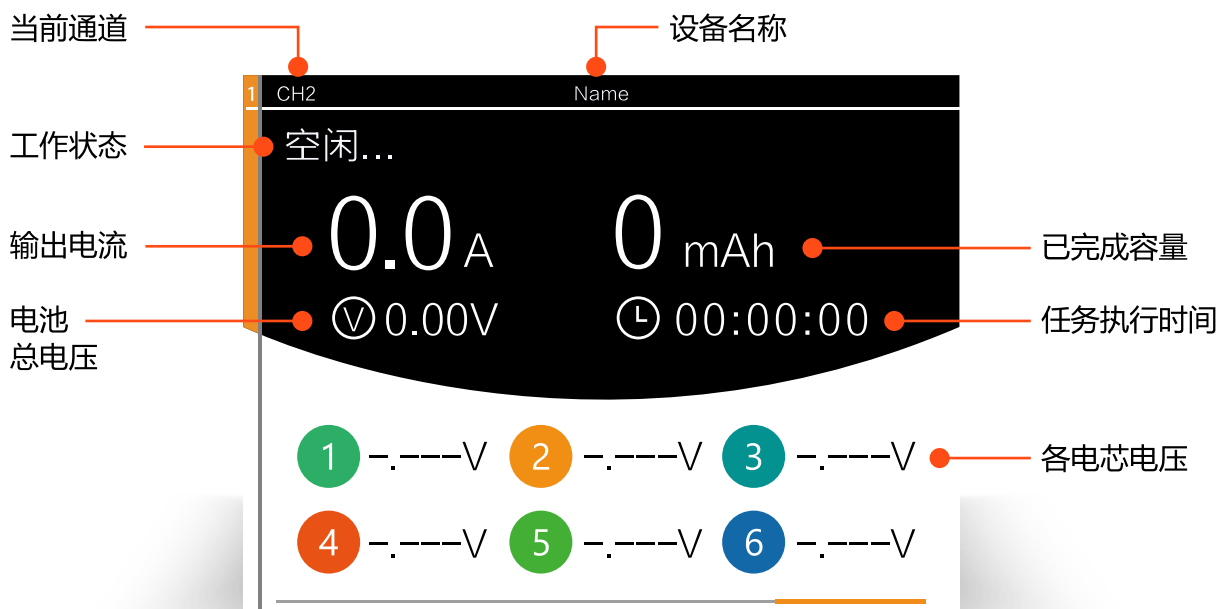 当前通道
设备名称
1
CH2
Name
工作状态
空闲...
输出电流
0.0 A
0 mAh
已完成容量
电池
总电压
V 0.00V
00:00:00
任务执行时间
1 -.---V
2 -.---V
3 -.---V
各电芯电压
4 -.---V
5 -.---V
6 -.---V